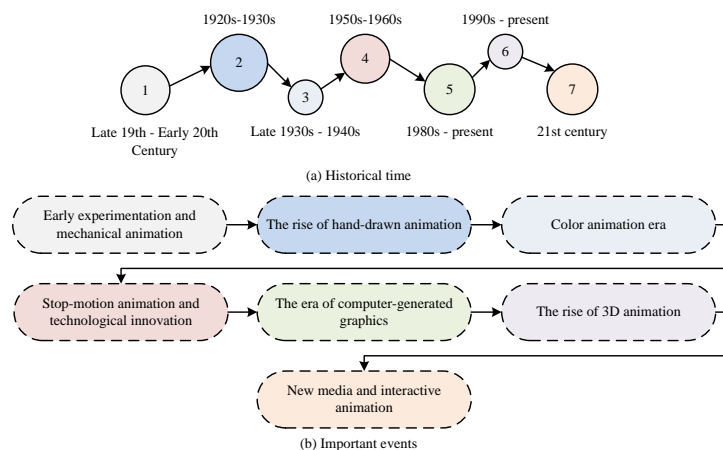 1920s-1930s
1950s-1960s
1990s - present
1
2
3
4
5
6
7
Late 19th - Early 20th
Century
Late 1930s - 1940s
1980s - present
21st century
(a) Historical time
Early experimentation and
mechanical animation
The rise of hand-drawn animation
Color animation era
Stop-motion animation and
technological innovation
The era of computer-generated
graphics
The rise of 3D animation
New media and interactive
animation
(b) Important events